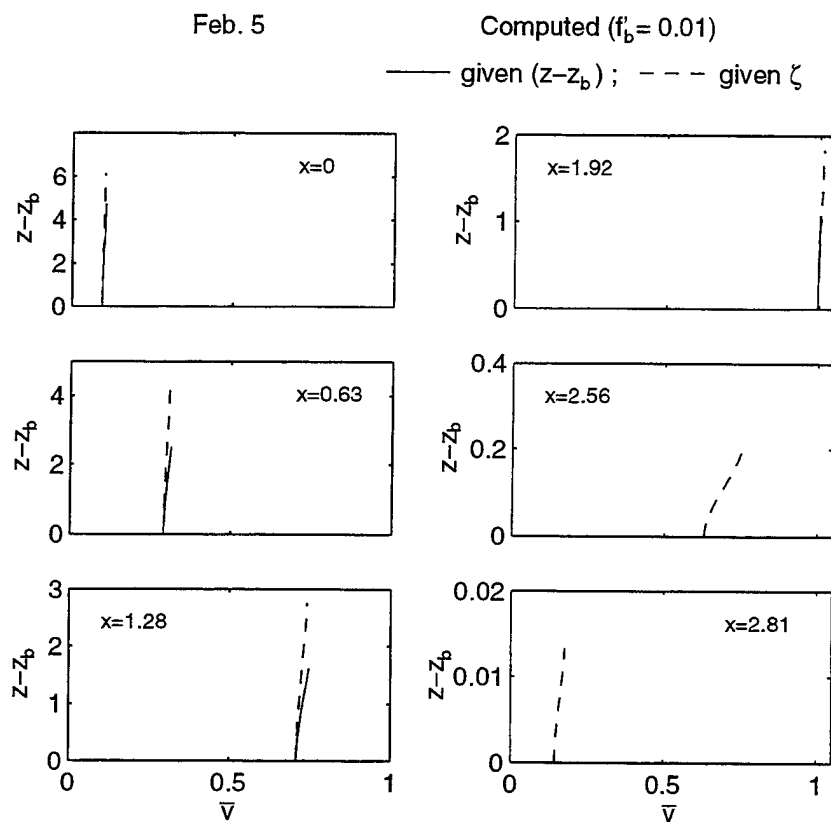 Feb. 5 Computed (f'b = 0.01)
given (z−zb) ; given ζ
z−zb
6
4
2
0
x=0
z−zb
2
1
0
x=1.92
z−zb
4
2
0
x=0.63
z−zb
0.4
0.2
0
x=2.56
z−zb
3
2
1
0
x=1.28
0 0.5 1
v̅
z−zb
0.02
0.01
0
x=2.81
0 0.5 1
v̅